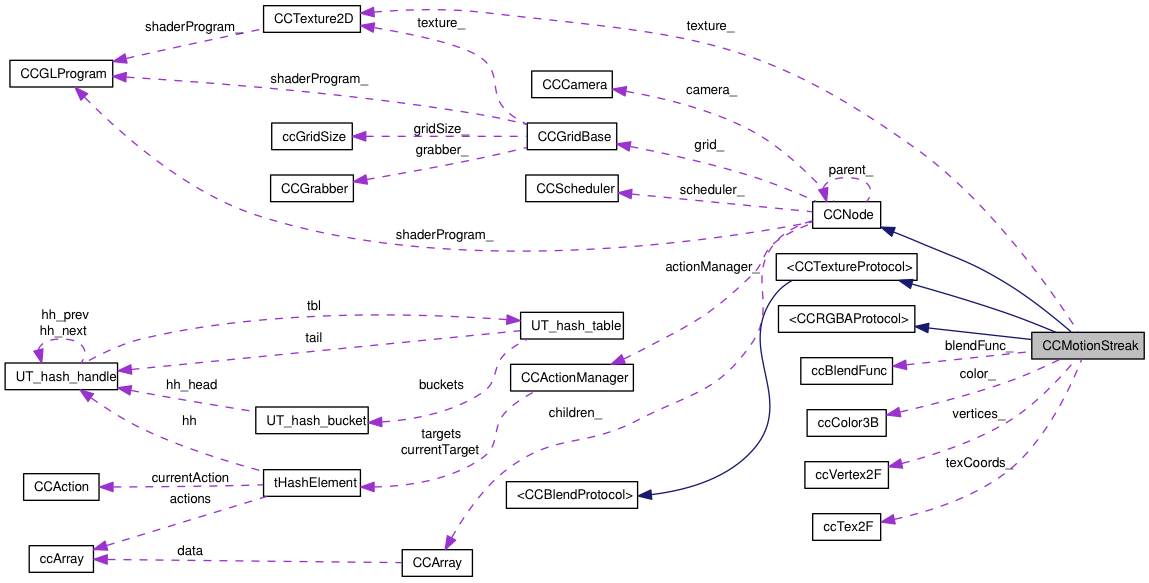 CCTexture2D
shaderProgram_
texture_
texture_
CCGLProgram
shaderProgram_
CCCamera
camera_
ccGridSize
gridSize_
CCGridBase
grid_
grabber_
CCGrabber
CCScheduler
scheduler_
parent_
CCNode
shaderProgram_
actionManager_
<CCTextureProtocol>
hh_prev
hh_next
tbl
UT_hash_table
<CCRGBAProtocol>
tail
CCMotionStreak
blendFunc_
UT_hash_handle
CCActionManager
ccBlendFunc
color_
hh_head
buckets
UT_hash_bucket
hh
children_
ccColor3B
vertices_
targets
currentTarget
texCoords_
ccVertex2F
CCAction
currentAction
tHashElement
actions
<CCBlendProtocol>
ccTex2F
ccArray
data
CCArray